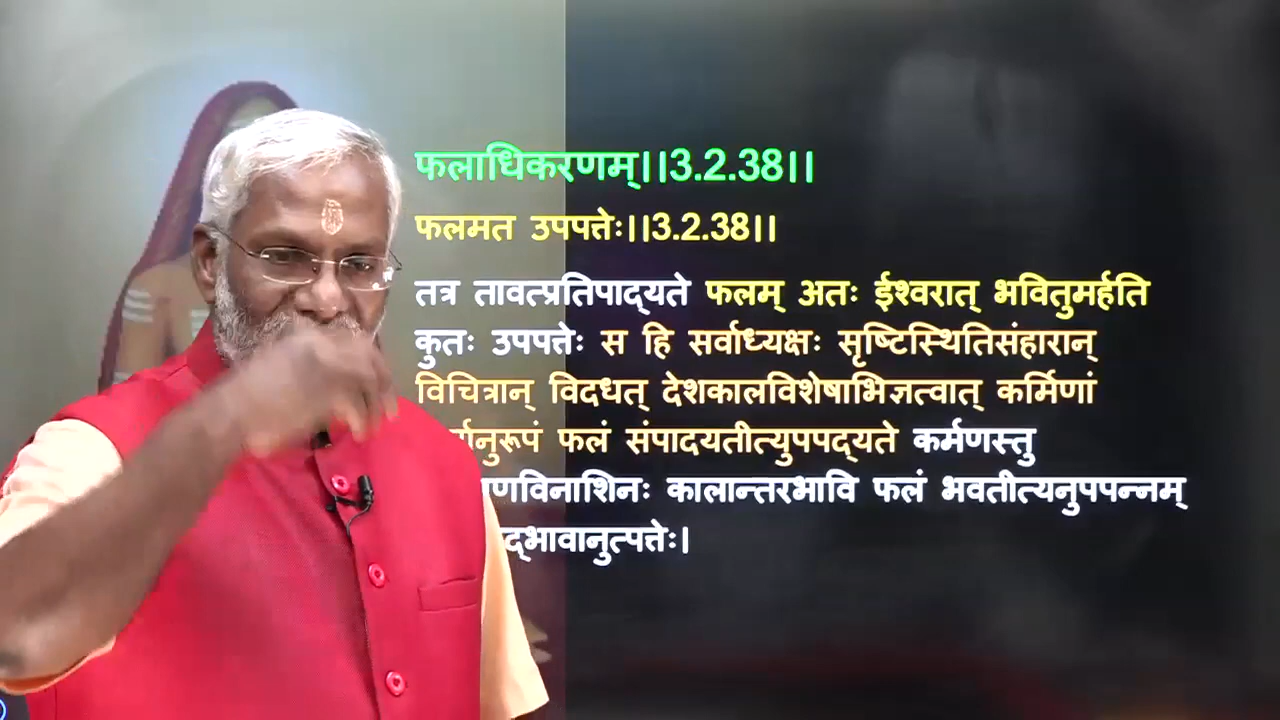 फलाधिकरणम्।।3.2.38।।
फलमत उपपत्तेः।।3.2.38।।
तत्र तावत्प्रतिपाद्यते फलम् अतः ईश्वरात् भवितुमर्हति
कुतः उपपत्तेः स हि सर्वाध्यक्षः सृष्टिस्थितिसंहारान्
विचित्रान् विदधत् देशकालविशेषाभिज्ञत्वात् कर्मिणां
फलं संपादयतीत्युपपद्यते कर्मणस्तु
कालान्तरभावि फलं भवतीत्यनुपपन्नम्